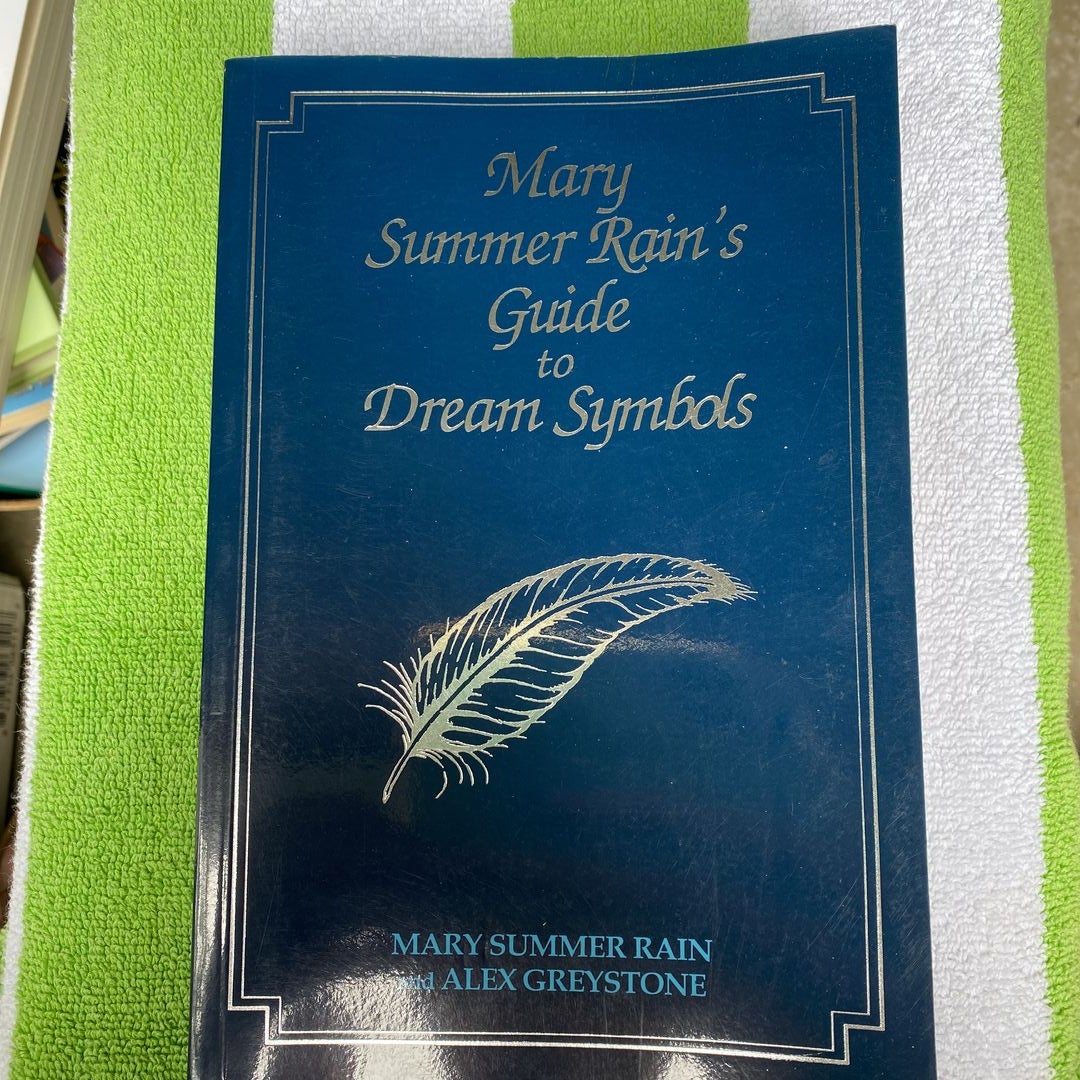 Mary
Summer Rain's
Guide
to
Dream Symbols
MARY SUMMER RAIN
and ALEX GREYSTONE